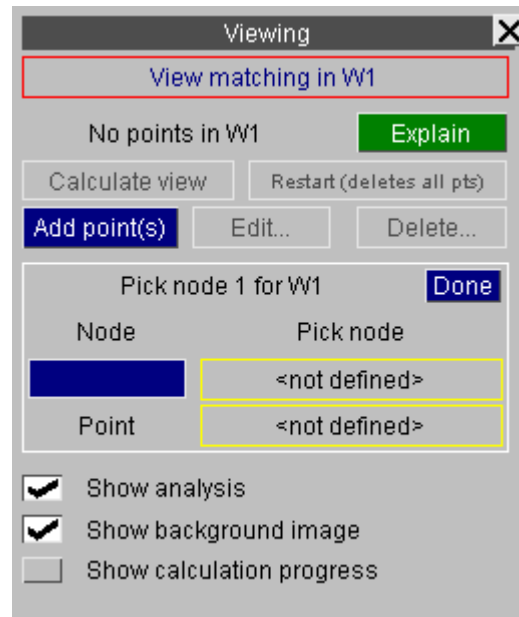 Viewing
View matching in W1
No points in W1 Explain
Calculate view Restart (deletes all pts)
Add point(s) Edit... Delete...
Pick node 1 for W1 Done
Node Pick node
<not defined>
Point <not defined>
Show analysis
Show background image
Show calculation progress